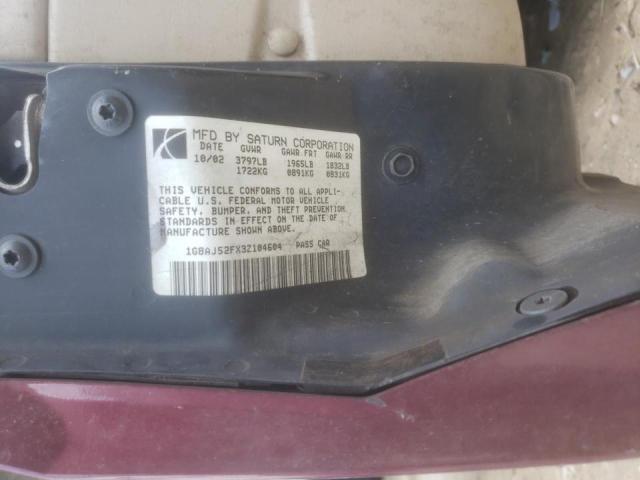 MFD BY SATURN CORPORATION
DATE GVWR GAWR FRT GAWR RR
10/02 3797LB 1965LB 1832LB
1722KG 0891KG 0831KG
THIS VEHICLE CONFORMS TO ALL APPLI-
CABLE U.S. FEDERAL MOTOR VEHICLE
SAFETY, BUMPER, AND THEFT PREVENTION
STANDARDS IN EFFECT ON THE DATE OF
MANUFACTURE SHOWN ABOVE.
1G8AJ52FX3Z104604 PASS CAR